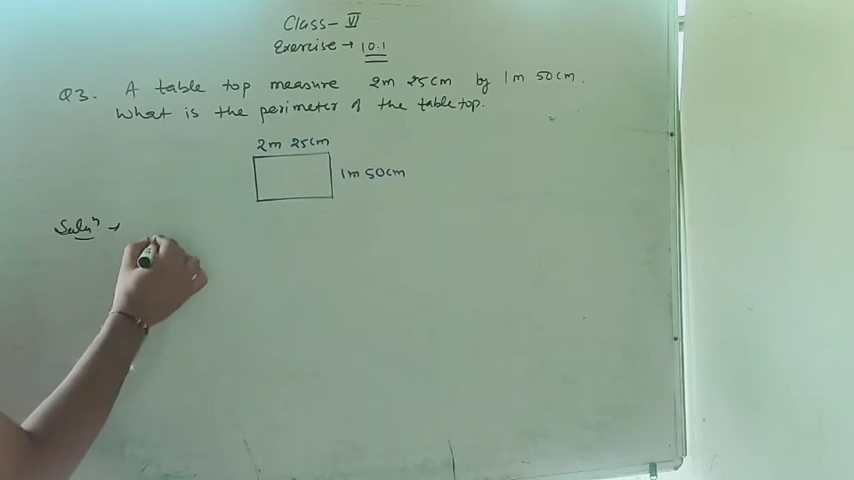 Class - VI
Exercise → 10.1
Q3. A table top measure 2m 25cm by 1m 50cm.
What is the perimeter of the table top.
2m 25cm
1m 50cm
Soluⁿ →